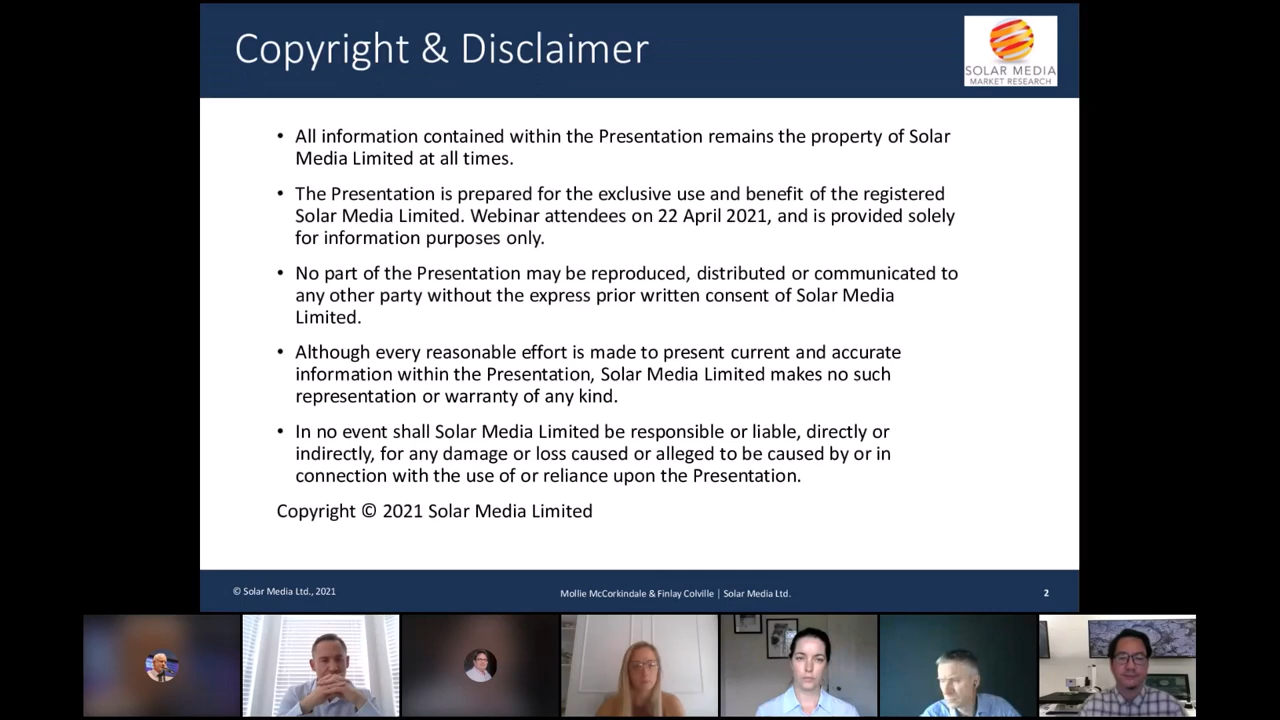 Copyright & Disclaimer
SOLAR MEDIA
MARKET RESEARCH
• All information contained within the Presentation remains the property of Solar
Media Limited at all times.
• The Presentation is prepared for the exclusive use and benefit of the registered
Solar Media Limited. Webinar attendees on 22 April 2021, and is provided solely
for information purposes only.
• No part of the Presentation may be reproduced, distributed or communicated to
any other party without the express prior written consent of Solar Media
Limited.
• Although every reasonable effort is made to present current and accurate
information within the Presentation, Solar Media Limited makes no such
representation or warranty of any kind.
• In no event shall Solar Media Limited be responsible or liable, directly or
indirectly, for any damage or loss caused or alleged to be caused by or in
connection with the use of or reliance upon the Presentation.
Copyright © 2021 Solar Media Limited
© Solar Media Ltd., 2021
Mollie McCorkindale & Finlay Colville | Solar Media Ltd.
2